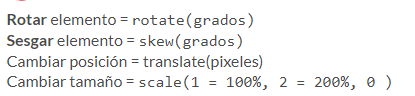 Rotar elemento = rotate(grados)
Sesgar elemento = skew(grados)
Cambiar posición = translate(pixeles)
Cambiar tamaño = scale(1 = 100%, 2 = 200%, 0 )